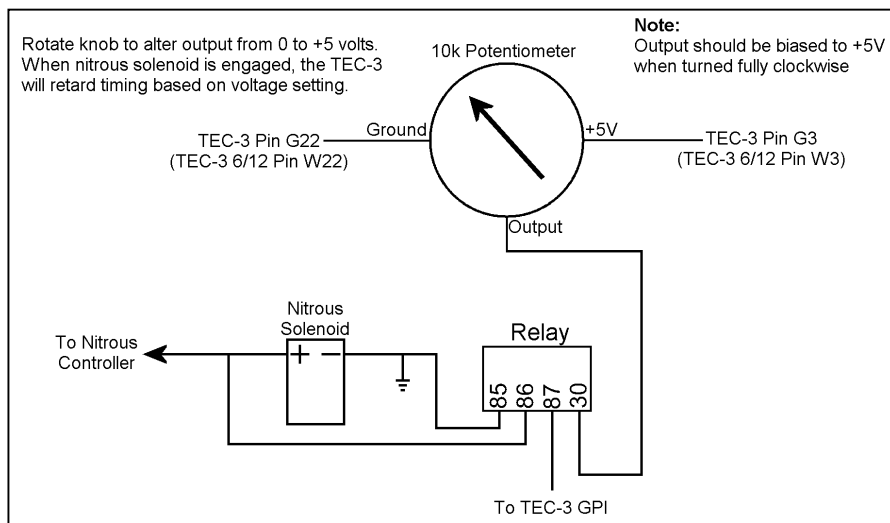 Rotate knob to alter output from 0 to +5 volts.
When nitrous solenoid is engaged, the TEC-3
will retard timing based on voltage setting.
10k Potentiometer
Note:
Output should be biased to +5V
when turned fully clockwise
TEC-3 Pin G22
(TEC-3 6/12 Pin W22)
Ground
+5V
TEC-3 Pin G3
(TEC-3 6/12 Pin W3)
Output
Nitrous
Solenoid
To Nitrous
Controller
+ −
Relay
85 86 87 30
To TEC-3 GPI